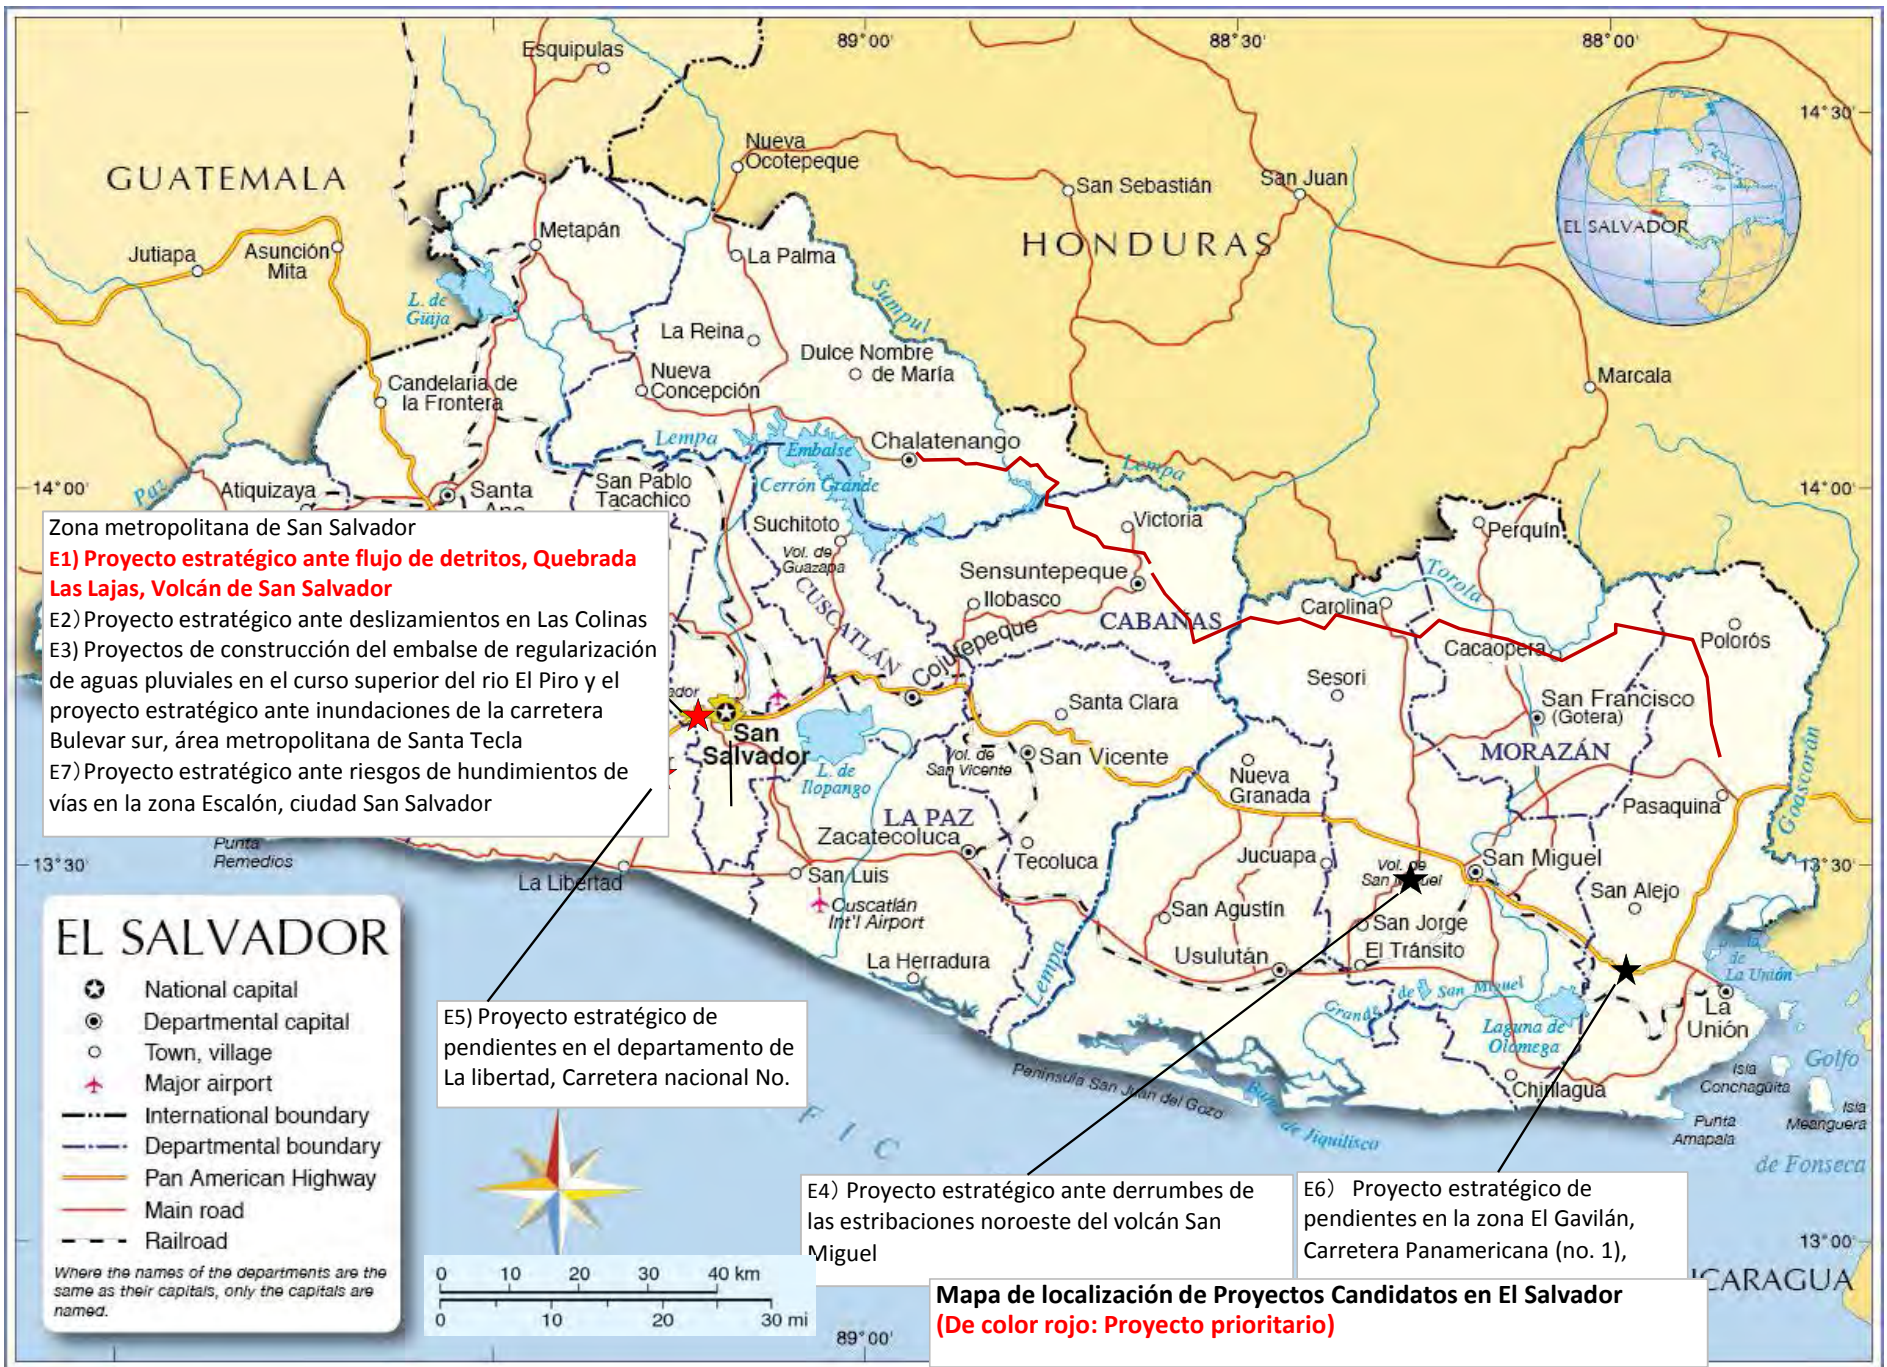 89°00'
88°30'
88°00'
14°30'
Esquipulas
Nueva
Ocotepeque
GUATEMALA
San Sebastián
San Juan
EL SALVADOR
HONDURAS
Metapán
Jutiapa
Asunción
Mita
La Palma
L. de
Güija
Sumpul
La Reina
Dulce Nombre
de María
Marcala
Candelaria de
la Frontera
Nueva
Concepción
Lempa
Embalse
Cerrón Grande
Chalatenango
Lempa
14°00'
Paz
Atiquizaya
Santa
San Pablo
Tacachico
14°00'
Suchitoto
Victoria
Perquín
Vol. de
Guazapa
Zona metropolitana de San Salvador
E1) Proyecto estratégico ante flujo de detritos, Quebrada
Las Lajas, Volcán de San Salvador
E2) Proyecto estratégico ante deslizamientos en Las Colinas
E3) Proyectos de construcción del embalse de regularización
de aguas pluviales en el curso superior del rio El Piro y el
proyecto estratégico ante inundaciones de la carretera
Bulevar sur, área metropolitana de Santa Tecla
E7) Proyecto estratégico ante riesgos de hundimientos de
vías en la zona Escalón, ciudad San Salvador
Sensuntepeque
Ilobasco
CUSCATLÁN
CABANAS
Cojutepeque
Carolina
Torola
Cacaopera
Polorós
Sesori
Santa Clara
San Francisco
(Gotera)
MORAZÁN
ador
San
Salvador
L. de
Ilopango
Vol. de
San Vicente
San Vicente
Nueva
Granada
Pasaquina
Goascorán
LA PAZ
Zacatecoluca
Tecoluca
Jucuapa
Vol. de
San Miguel
San Miguel
13°30'
13°30'
Punta
Remedios
La Libertad
San Luis
Cuscatlán
Int'l Airport
San Agustín
San Jorge
El Tránsito
San Alejo
Usulután
La Herradura
Lempa
Grande
de San Miguel
Laguna de
Olomega
de
La Unión
La
Unión
Chirilagua
Golfo
Isla
Conchagüita
Isla
Meanguera
Punta
Amapala
de Fonseca
Península San Juan del Gozo
de Jiquilisco
F I C
EL SALVADOR
National capital
Departmental capital
Town, village
Major airport
International boundary
Departmental boundary
Pan American Highway
Main road
Railroad
Where the names of the departments are the
same as their capitals, only the capitals are
named.
E5) Proyecto estratégico de
pendientes en el departamento de
La libertad, Carretera nacional No.
E4) Proyecto estratégico ante derrumbes de
las estribaciones noroeste del volcán San
Miguel
E6) Proyecto estratégico de
pendientes en la zona El Gavilán,
Carretera Panamericana (no. 1),
13°00'
ICARAGUA
0 10 20 30 40 km
0 10 20 30 mi
89°00'
Mapa de localización de Proyectos Candidatos en El Salvador
(De color rojo: Proyecto prioritario)